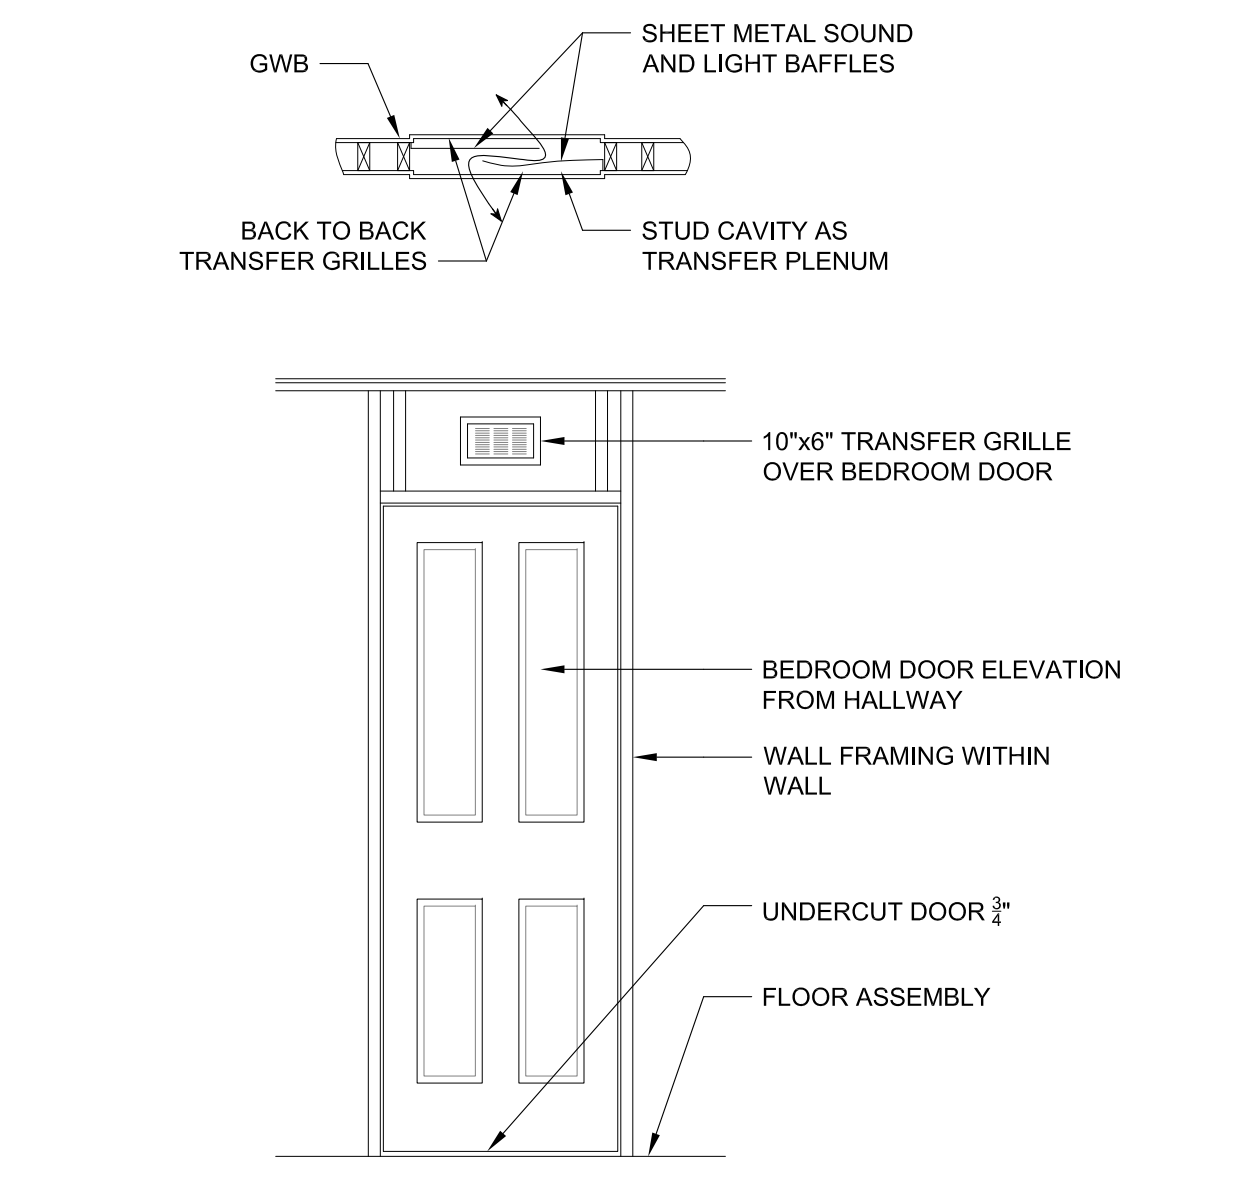 SHEET METAL SOUND
AND LIGHT BAFFLES
GWB
BACK TO BACK
TRANSFER GRILLES
STUD CAVITY AS
TRANSFER PLENUM
10"x6" TRANSFER GRILLE
OVER BEDROOM DOOR
BEDROOM DOOR ELEVATION
FROM HALLWAY
WALL FRAMING WITHIN
WALL
UNDERCUT DOOR 3/4"
FLOOR ASSEMBLY